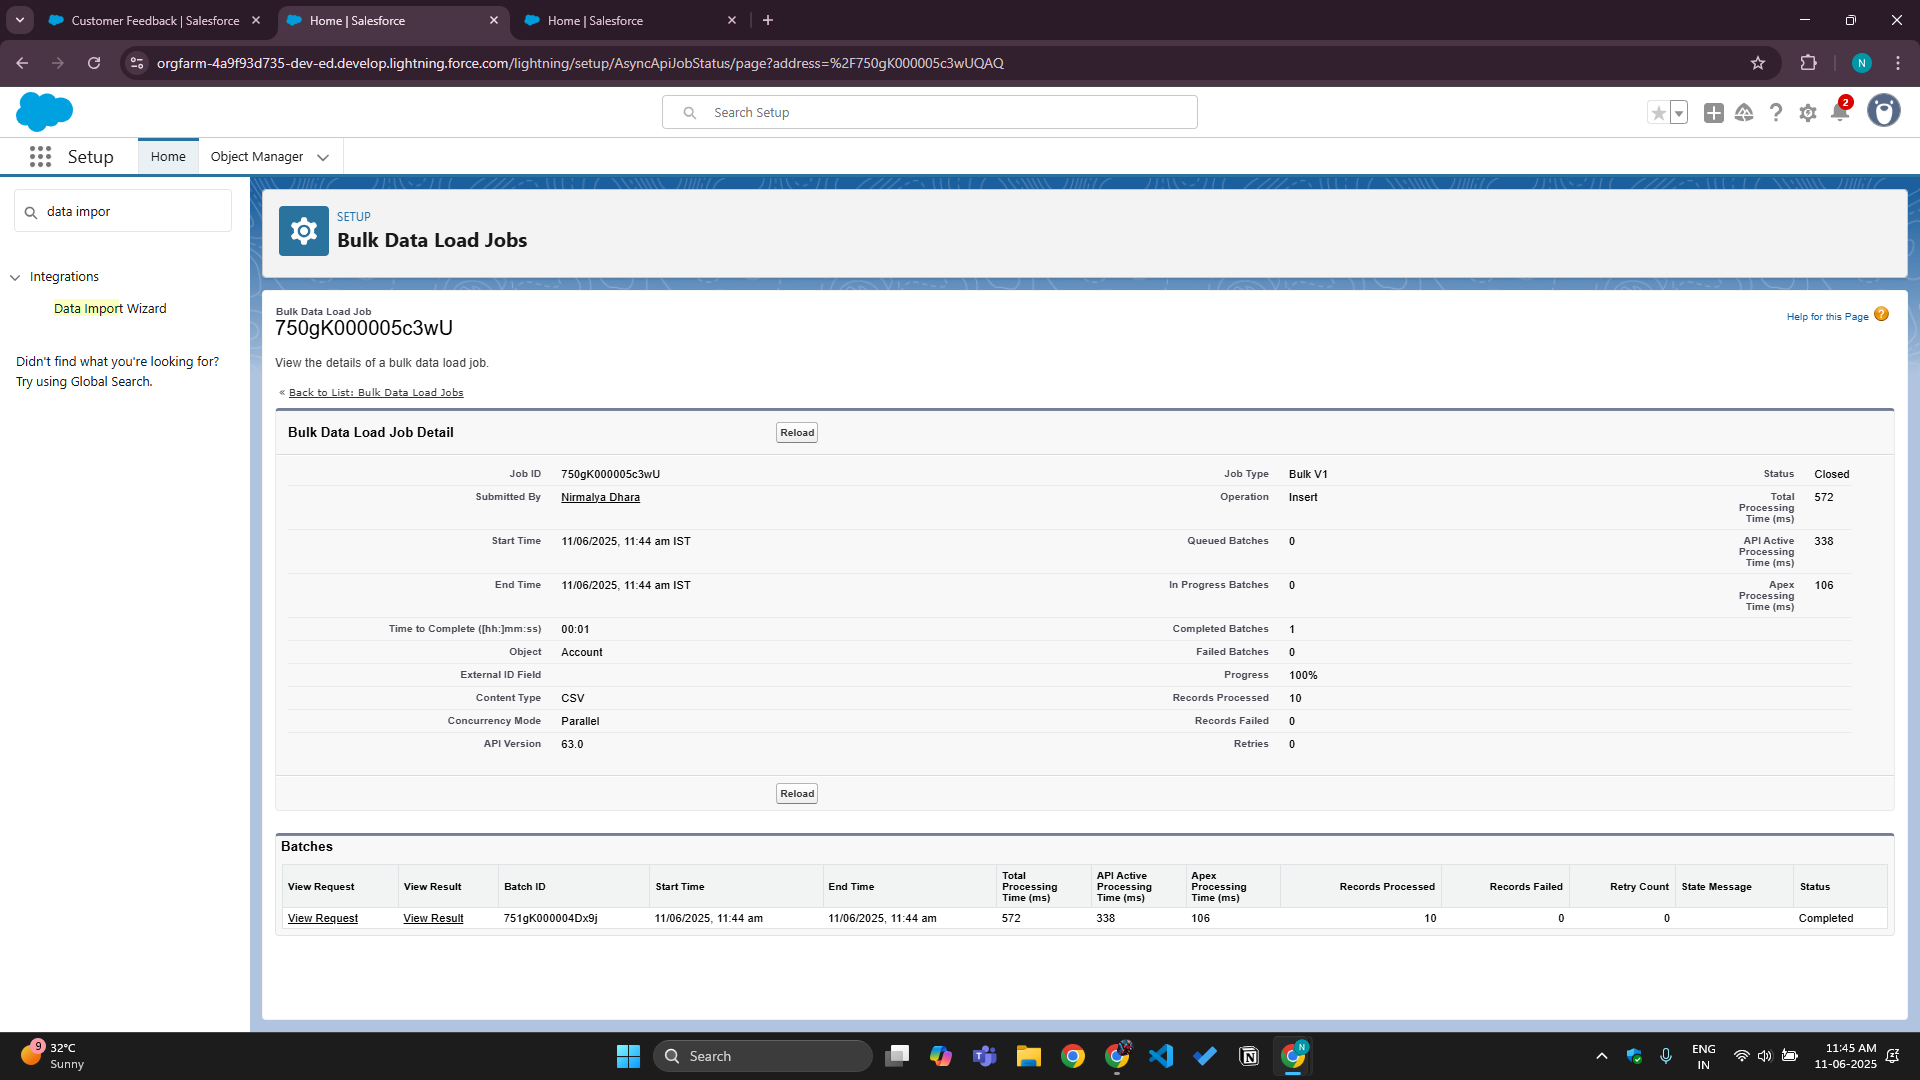 Customer Feedback | Salesforce
Home | Salesforce
Home | Salesforce
orgfarm-4a9f93d735-dev-ed.develop.lightning.force.com/lightning/setup/AsyncApiJobStatus/page?address=%2F750gK000005c3wUQAQ
N
Search Setup
2
Setup
Home
Object Manager
data impor
Integrations
Data Import Wizard
Didn't find what you're looking for?
Try using Global Search.
SETUP
Bulk Data Load Jobs
Bulk Data Load Job
750gK000005c3wU
Help for this Page
View the details of a bulk data load job.
« Back to List: Bulk Data Load Jobs
Bulk Data Load Job Detail
Reload
Job ID 750gK000005c3wU Job Type Bulk V1 Status Closed
Submitted By Nirmalya Dhara Operation Insert Total Processing Time (ms) 572
Start Time 11/06/2025, 11:44 am IST Queued Batches 0 API Active Processing Time (ms) 338
End Time 11/06/2025, 11:44 am IST In Progress Batches 0 Apex Processing Time (ms) 106
Time to Complete ([hh:]mm:ss) 00:01 Completed Batches 1
Object Account Failed Batches 0
External ID Field Progress 100%
Content Type CSV Records Processed 10
Concurrency Mode Parallel Records Failed 0
API Version 63.0 Retries 0
Reload
Batches
View Request View Result Batch ID Start Time End Time Total Processing Time (ms) API Active Processing Time (ms) Apex Processing Time (ms) Records Processed Records Failed Retry Count State Message Status
View Request View Result 751gK000004Dx9j 11/06/2025, 11:44 am 11/06/2025, 11:44 am 572 338 106 10 0 0 Completed
9
32°C
Sunny
Search
N
ENG
IN
11:45 AM
11-06-2025